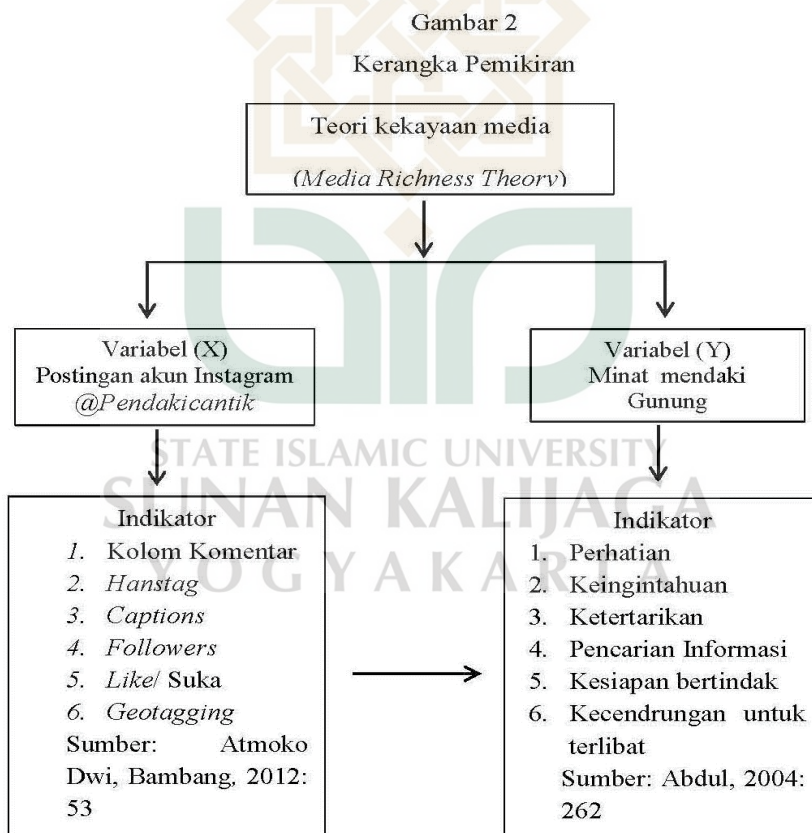 Gambar 2
Kerangka Pemikiran
Teori kekayaan media
(Media Richness Theory)
Variabel (X)
Postingan akun Instagram
@Pendakicantik
Variabel (Y)
Minat mendaki
Gunung
STATE ISLAMIC UNIVERSITY
SUNAN KALIJAGA
YOGYAKARTA
Indikator
1. Kolom Komentar
2. Hanstag
3. Captions
4. Followers
5. Like/ Suka
6. Geotagging
Sumber: Atmoko
Dwi, Bambang, 2012:
53
Indikator
1. Perhatian
2. Keingintahuan
3. Ketertarikan
4. Pencarian Informasi
5. Kesiapan bertindak
6. Kecendrungan untuk
terlibat
Sumber: Abdul, 2004:
262